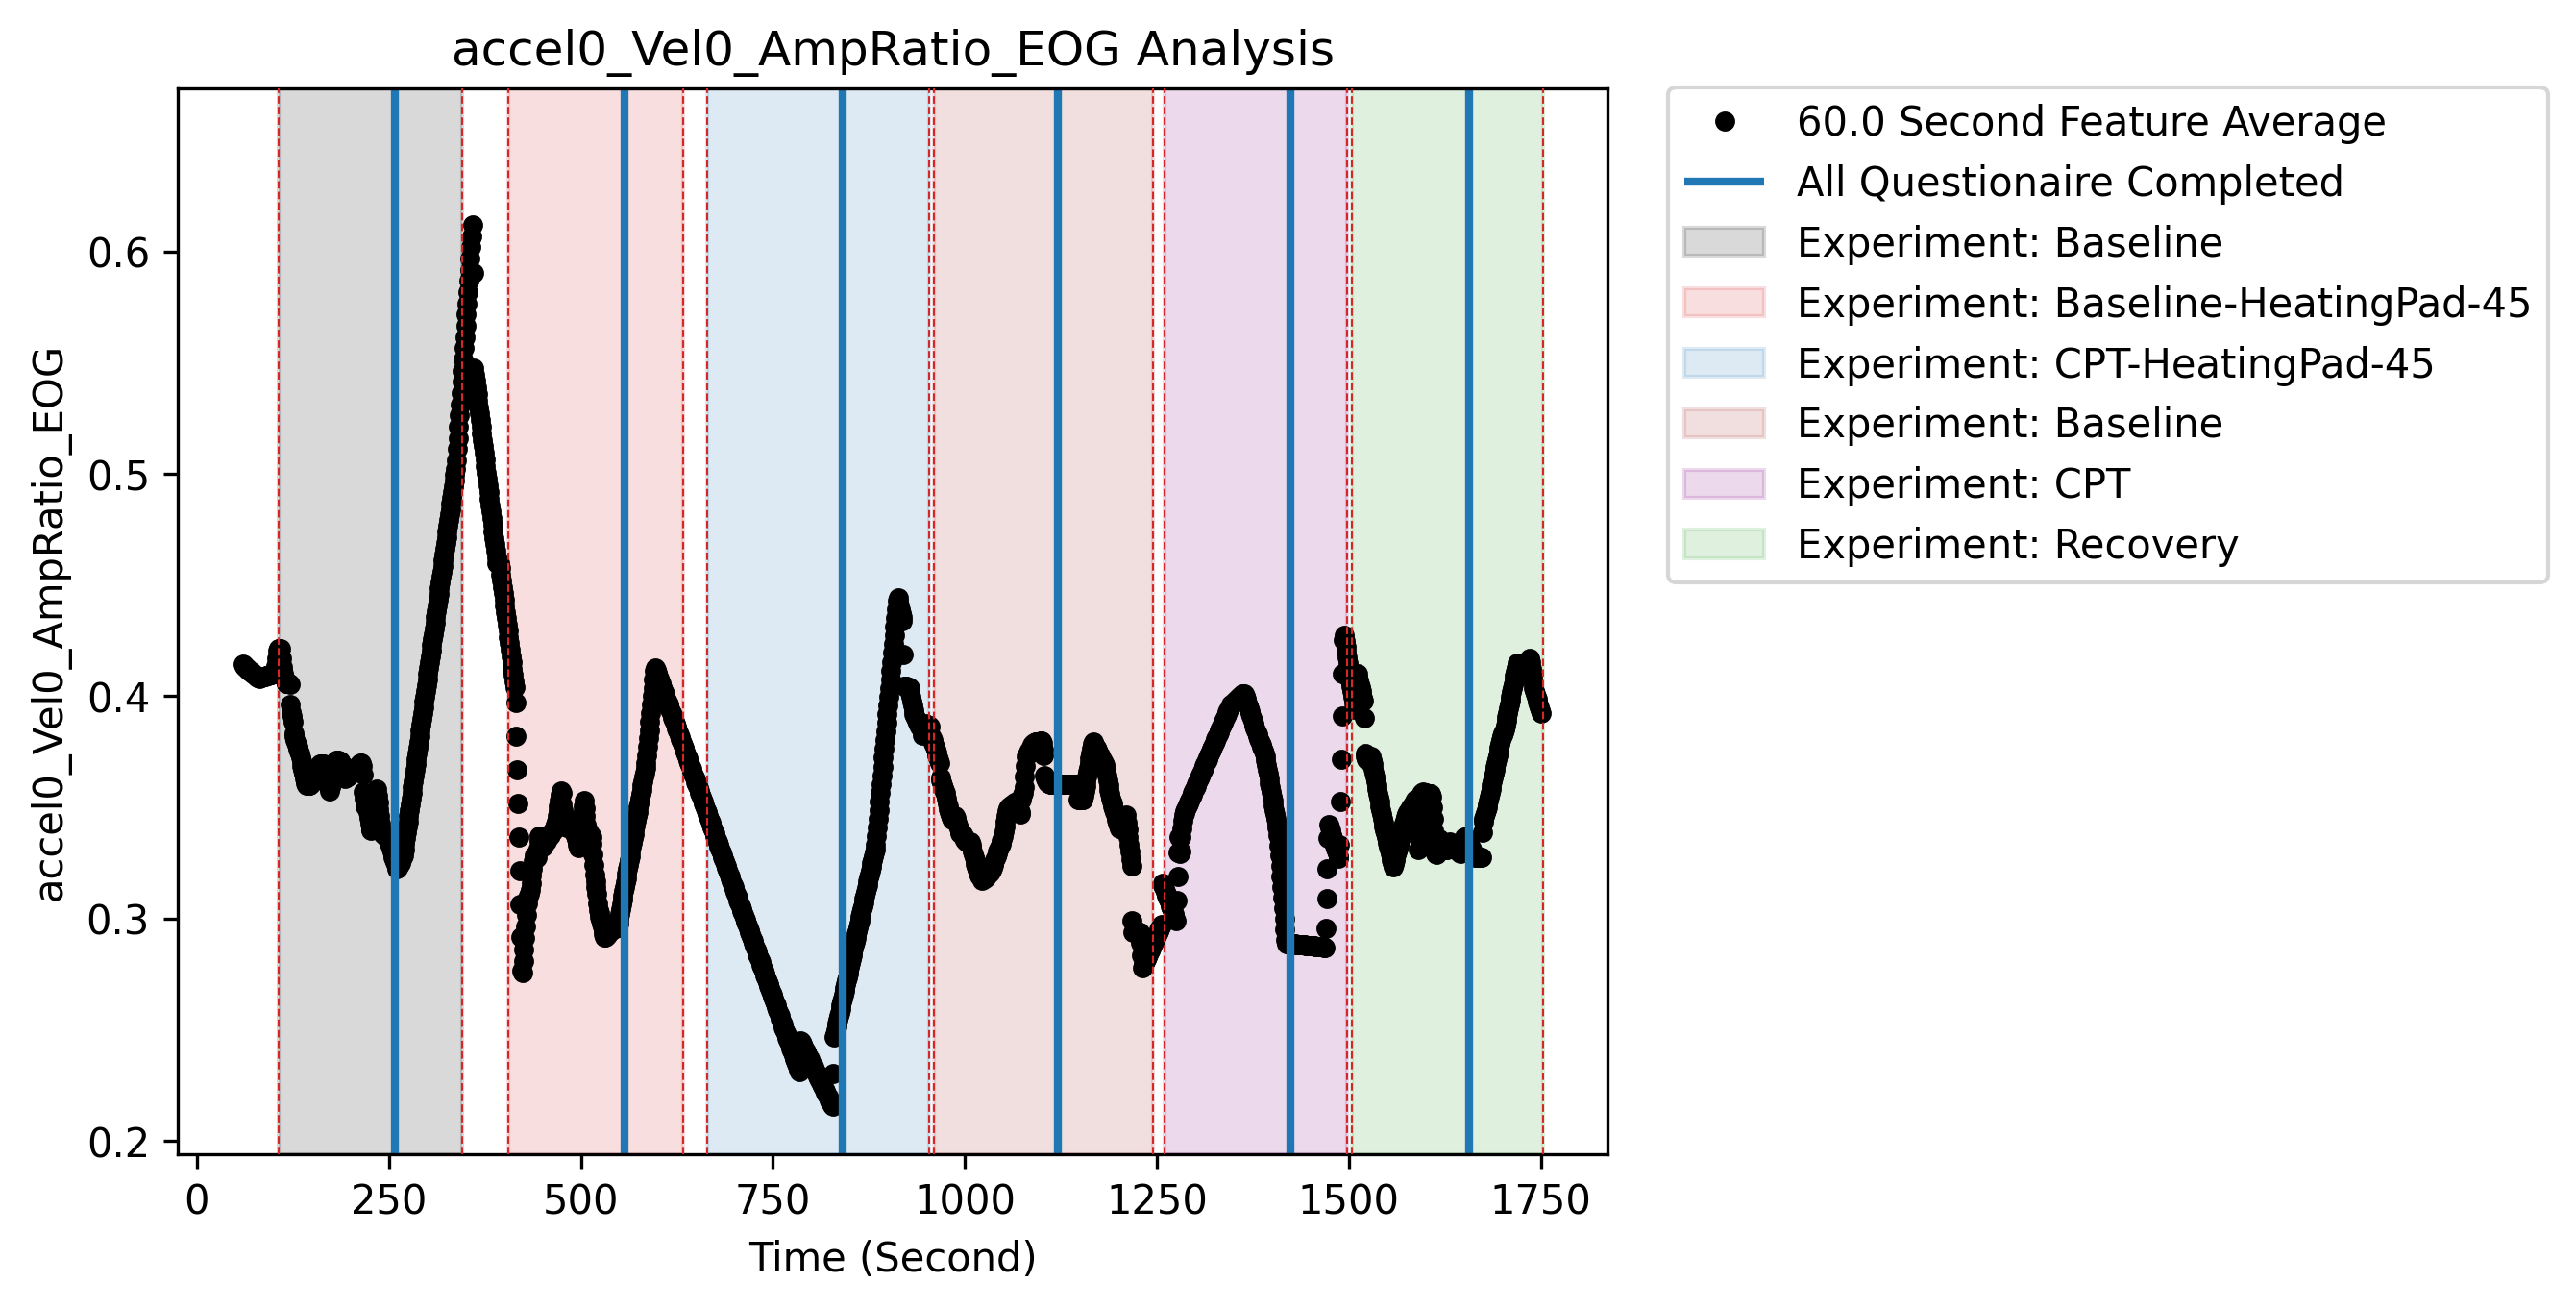 accel0_Vel0_AmpRatio_EOG Analysis
accel0_Vel0_AmpRatio_EOG
0.6
0.5
0.4
0.3
0.2
0 250 500 750 1000 1250 1500 1750
Time (Second)
60.0 Second Feature Average
All Questionaire Completed
Experiment: Baseline
Experiment: Baseline-HeatingPad-45
Experiment: CPT-HeatingPad-45
Experiment: Baseline
Experiment: CPT
Experiment: Recovery